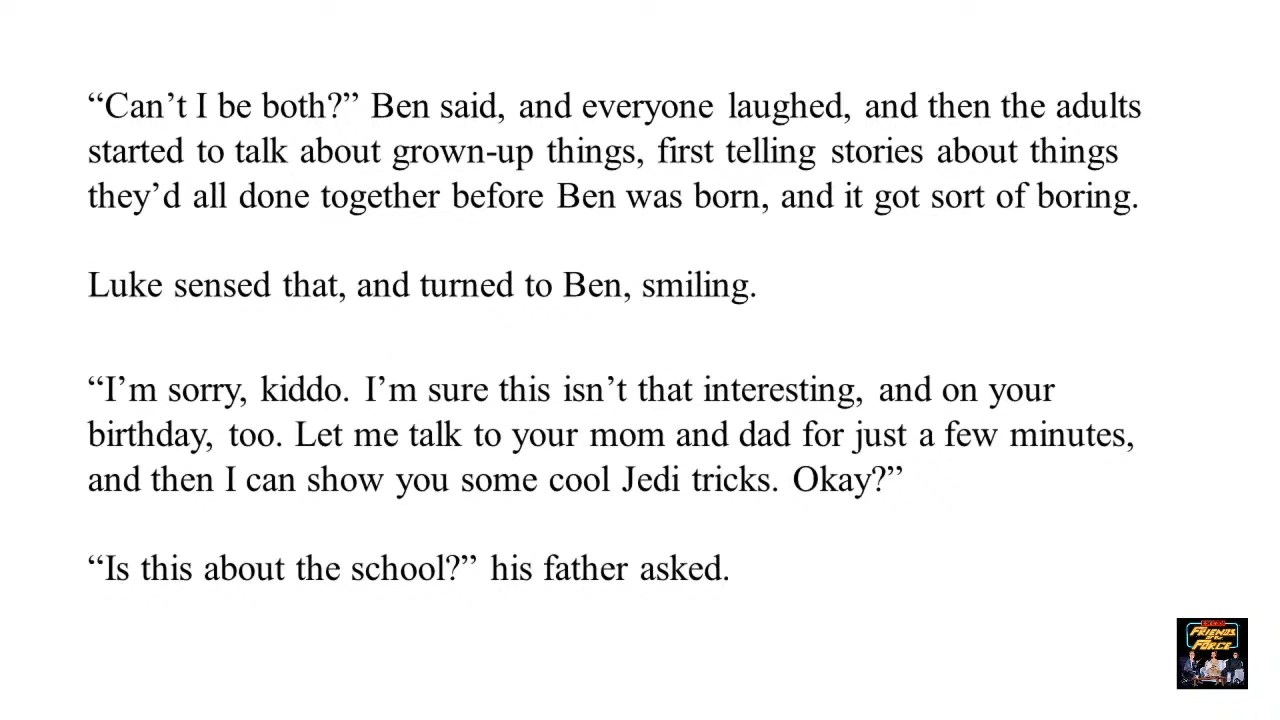 “Can’t I be both?” Ben said, and everyone laughed, and then the adults
started to talk about grown-up things, first telling stories about things
they’d all done together before Ben was born, and it got sort of boring.
Luke sensed that, and turned to Ben, smiling.
“I’m sorry, kiddo. I’m sure this isn’t that interesting, and on your
birthday, too. Let me talk to your mom and dad for just a few minutes,
and then I can show you some cool Jedi tricks. Okay?”
“Is this about the school?” his father asked.
FRIENDS
of the
FORCE